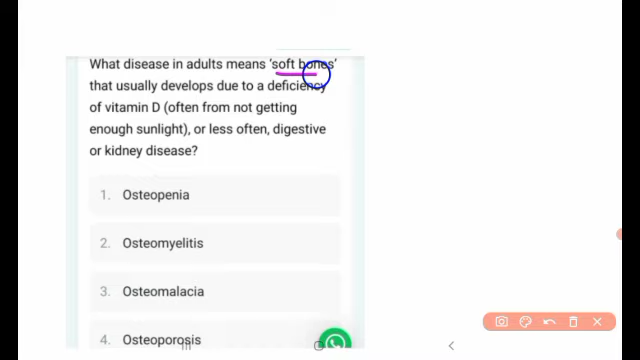 What disease in adults means 'soft bones'
that usually develops due to a deficiency
of vitamin D (often from not getting
enough sunlight), or less often, digestive
or kidney disease?
1. Osteopenia
2. Osteomyelitis
3. Osteomalacia
4. Osteoporosis